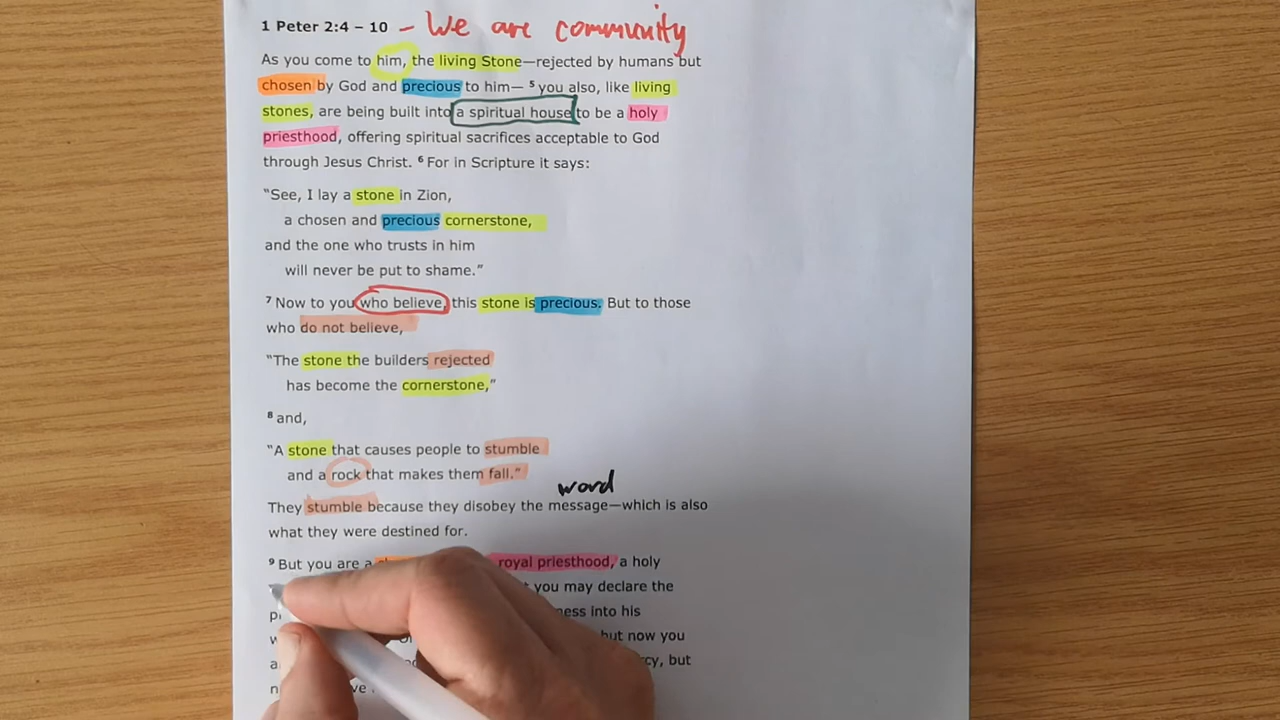 1 Peter 2:4 – 10 – We are community
As you come to him, the living Stone—rejected by humans but
chosen by God and precious to him— ⁵ you also, like living
stones, are being built into a spiritual house to be a holy
priesthood, offering spiritual sacrifices acceptable to God
through Jesus Christ. ⁶ For in Scripture it says:
"See, I lay a stone in Zion,
a chosen and precious cornerstone,
and the one who trusts in him
will never be put to shame."
⁷ Now to you who believe, this stone is precious. But to those
who do not believe,
"The stone the builders rejected
has become the cornerstone,"
⁸ and,
"A stone that causes people to stumble
and a rock that makes them fall."
word
They stumble because they disobey the message—which is also
what they were destined for.
⁹ But you are a royal priesthood, a holy
you may declare the
into his
but now you
but